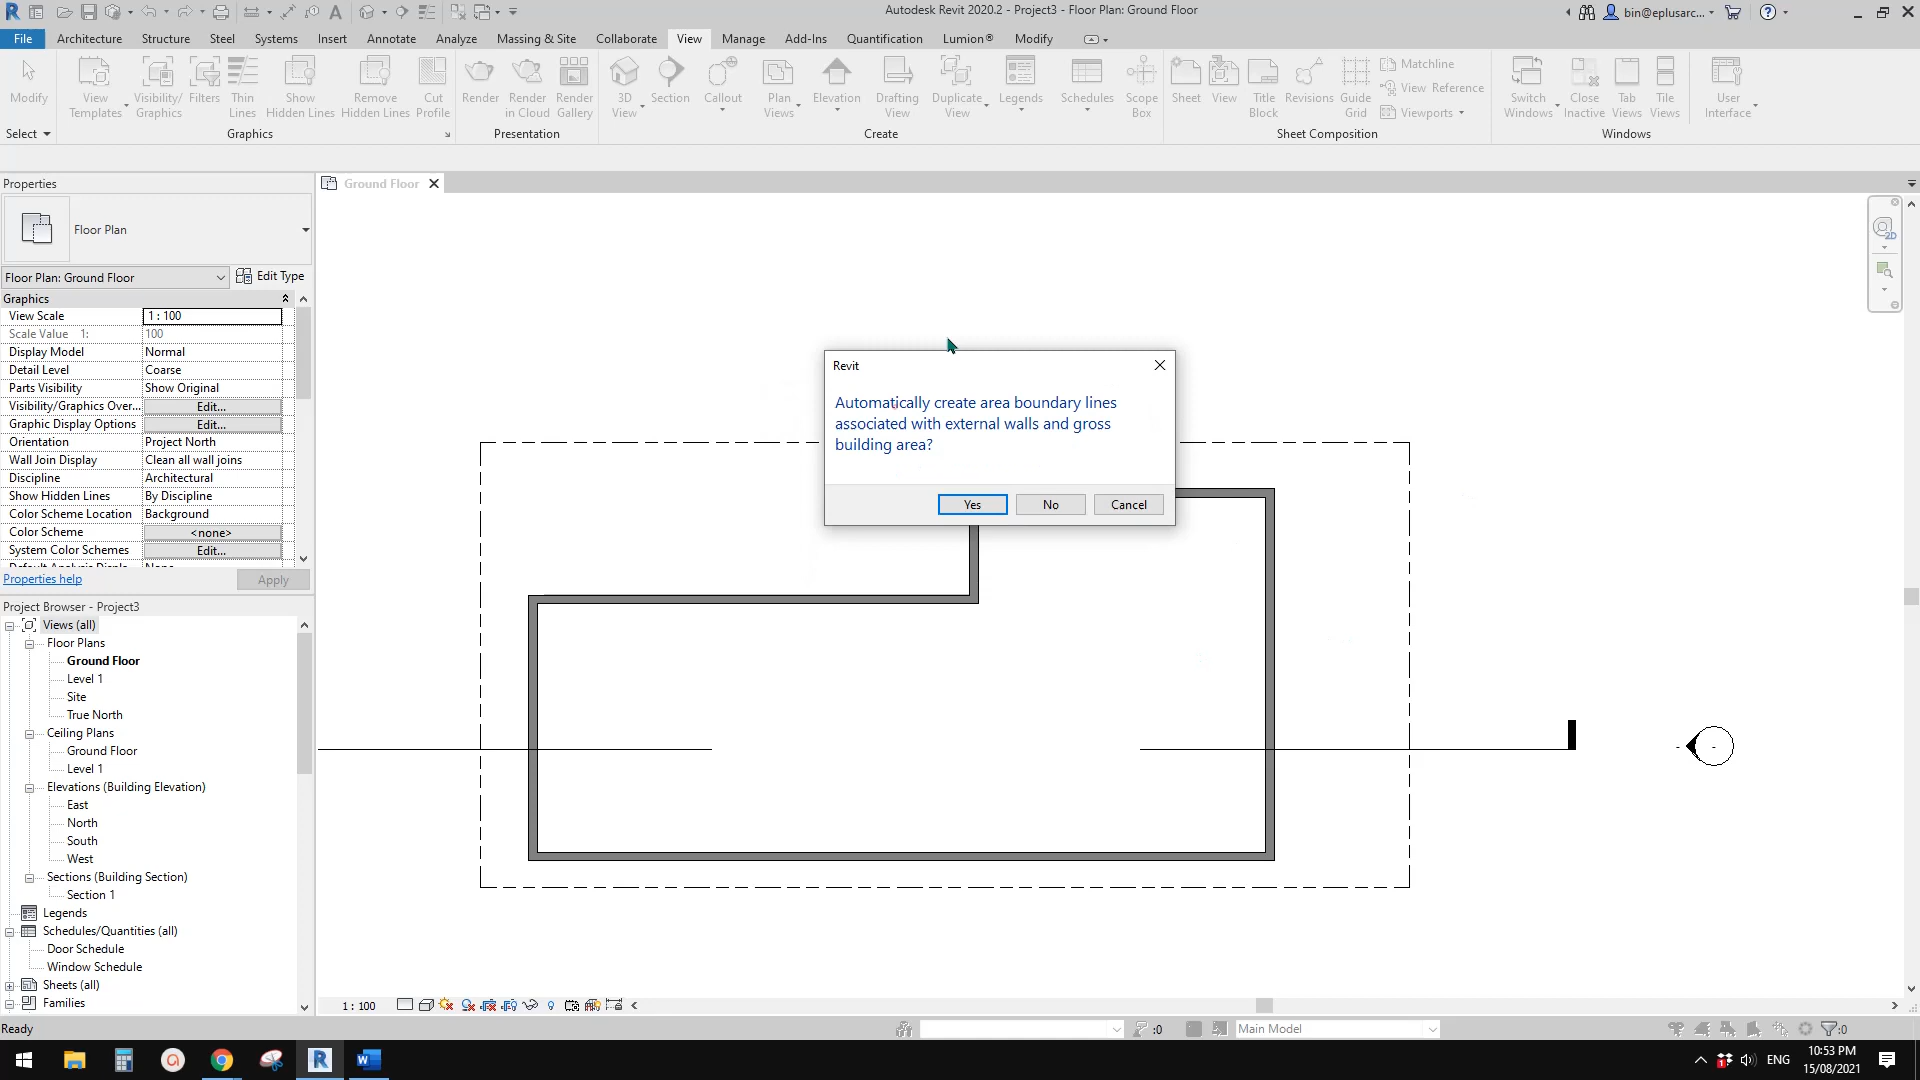 Autodesk Revit 2020.2 - Project3 - Floor Plan: Ground Floor
bin@eplusarc...
File Architecture Structure Steel Systems Insert Annotate Analyze Massing & Site Collaborate View Manage Add-Ins Quantification Lumion® Modify
Modify
Select
View Templates
Visibility/ Graphics
Filters
Thin Lines
Show Hidden Lines
Remove Hidden Lines
Cut Profile
Graphics
Render
Render in Cloud
Render Gallery
Presentation
3D View
Section
Callout
Plan Views
Elevation
Drafting View
Duplicate View
Legends
Schedules
Scope Box
Create
Sheet
View
Title Block
Revisions
Guide Grid
Matchline
View Reference
Viewports
Sheet Composition
Switch Windows
Close Inactive
Tab Views
Tile Views
Windows
User Interface
Properties
Floor Plan
Floor Plan: Ground Floor Edit Type
Graphics
View Scale 1 : 100
Scale Value 1: 100
Display Model Normal
Detail Level Coarse
Parts Visibility Show Original
Visibility/Graphics Over... Edit...
Graphic Display Options Edit...
Orientation Project North
Wall Join Display Clean all wall joins
Discipline Architectural
Show Hidden Lines By Discipline
Color Scheme Location Background
Color Scheme <none>
System Color Schemes Edit...
Properties help Apply
Project Browser - Project3
Views (all)
Floor Plans
Ground Floor
Level 1
Site
True North
Ceiling Plans
Ground Floor
Level 1
Elevations (Building Elevation)
East
North
South
West
Sections (Building Section)
Section 1
Legends
Schedules/Quantities (all)
Door Schedule
Window Schedule
Sheets (all)
Families
Ground Floor
2D
Revit
Automatically create area boundary lines
associated with external walls and gross
building area?
Yes No Cancel
1 : 100
Ready
:0
Main Model
:0
ENG
10:53 PM
15/08/2021